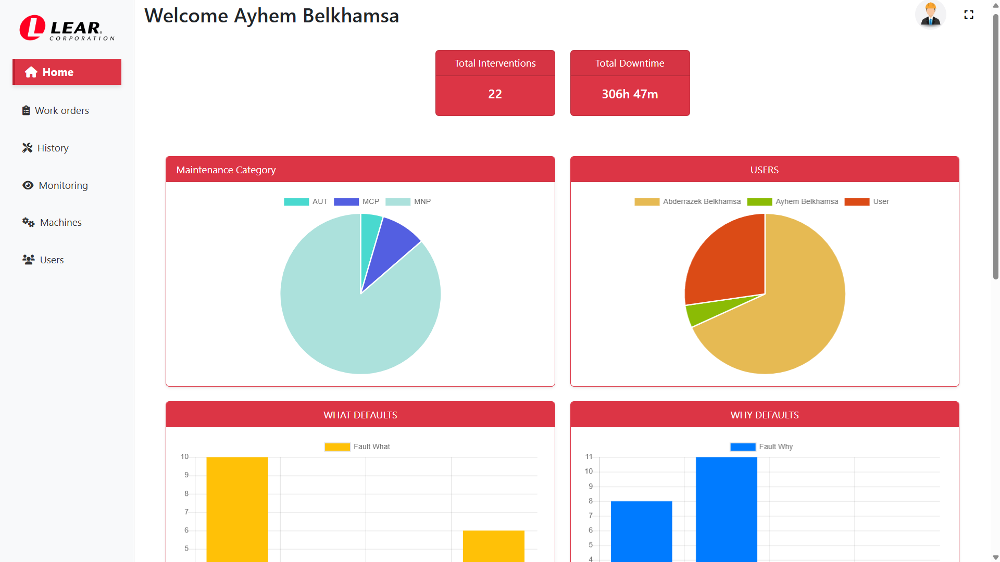 LEAR
CORPORATION
Home
Work orders
History
Monitoring
Machines
Users
Welcome Ayhem Belkhamsa
Total Interventions
22
Total Downtime
306h 47m
Maintenance Category
AUT MCP MNP
USERS
Abderrazek Belkhamsa Ayhem Belkhamsa User
WHAT DEFAULTS
Fault What
10
9
8
7
6
5
WHY DEFAULTS
Fault Why
11
10
9
8
7
6
5
4